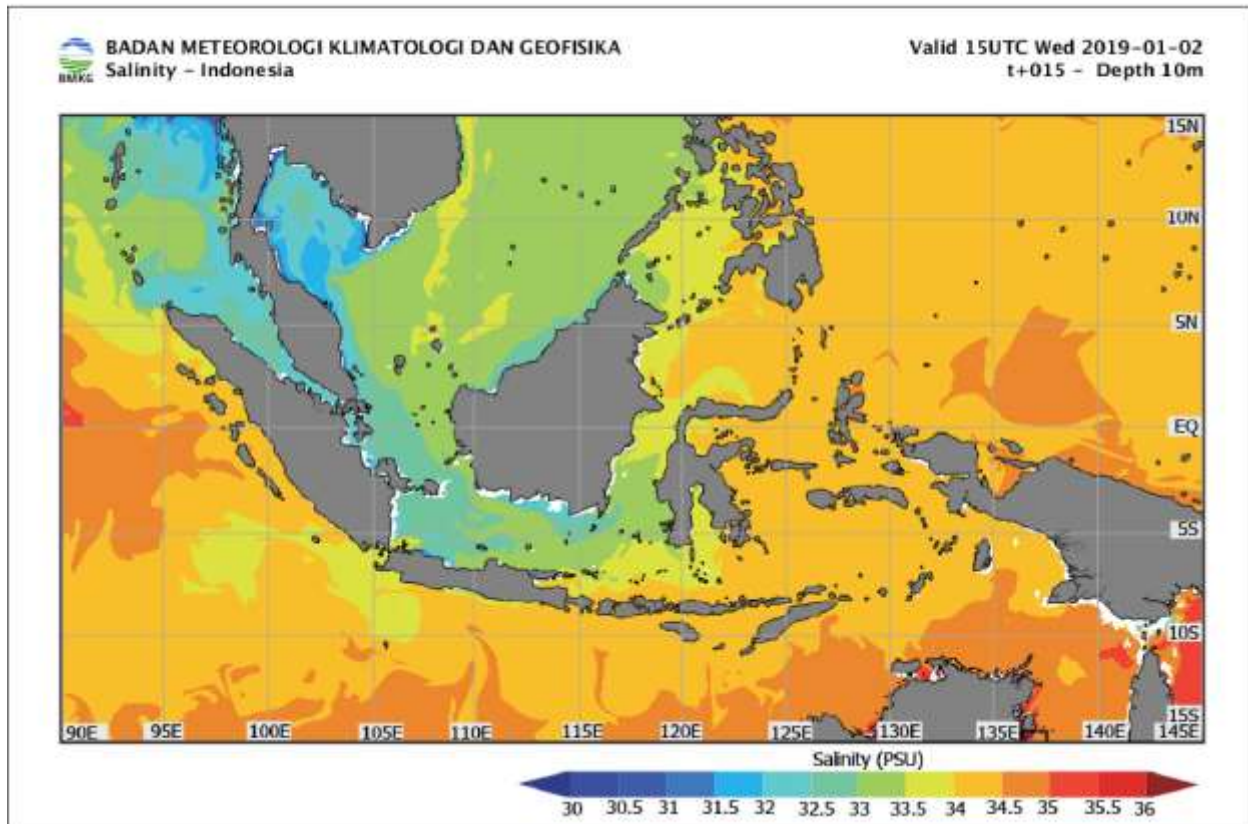 BADAN METEOROLOGI KLIMATOLOGI DAN GEOFISIKA
Salinity - Indonesia
BMKG
Valid 15UTC Wed 2019-01-02
t+015 - Depth 10m
15N
10N
5N
EQ
5S
10S
15S
90E 95E 100E 105E 110E 115E 120E 125E 130E 135E 140E 145E
Salinity (PSU)
30 30.5 31 31.5 32 32.5 33 33.5 34 34.5 35 35.5 36